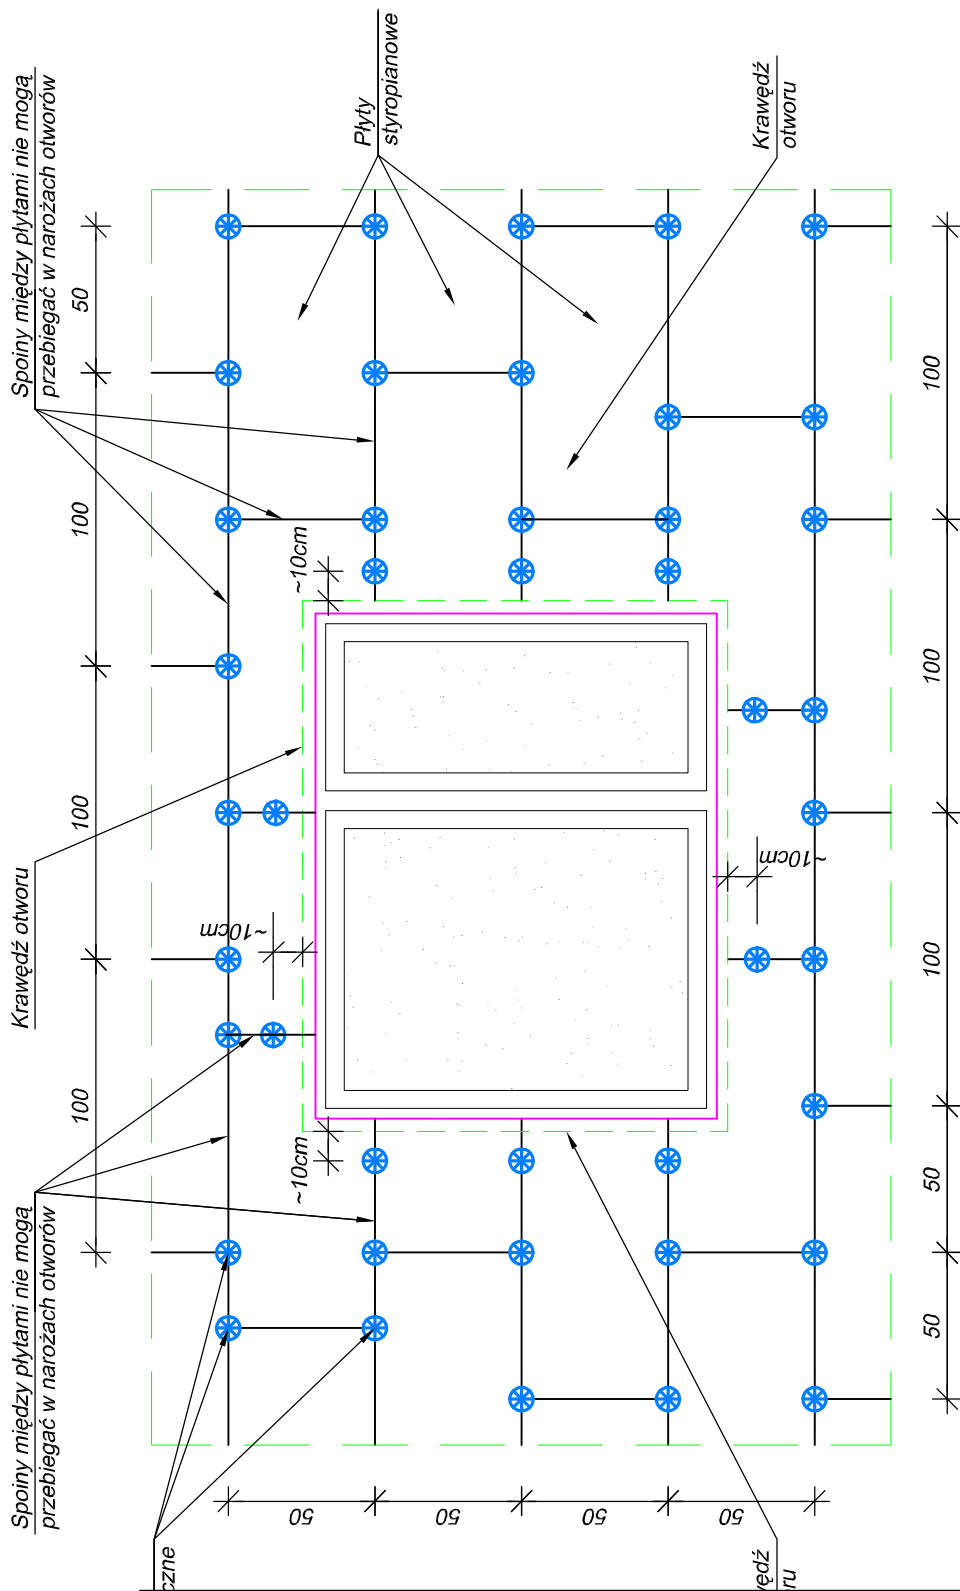 Spoiny między płytami nie mogą
przebiegać w narożach otworów
Krawędź otworu
Spoiny między płytami nie mogą
przebiegać w narożach otworów
100
100
100
50
Płyty
styropianowe
Krawędź
otworu
~10cm
~10cm
~10cm
~10cm
50
50
50
50
50
50
100
100
100